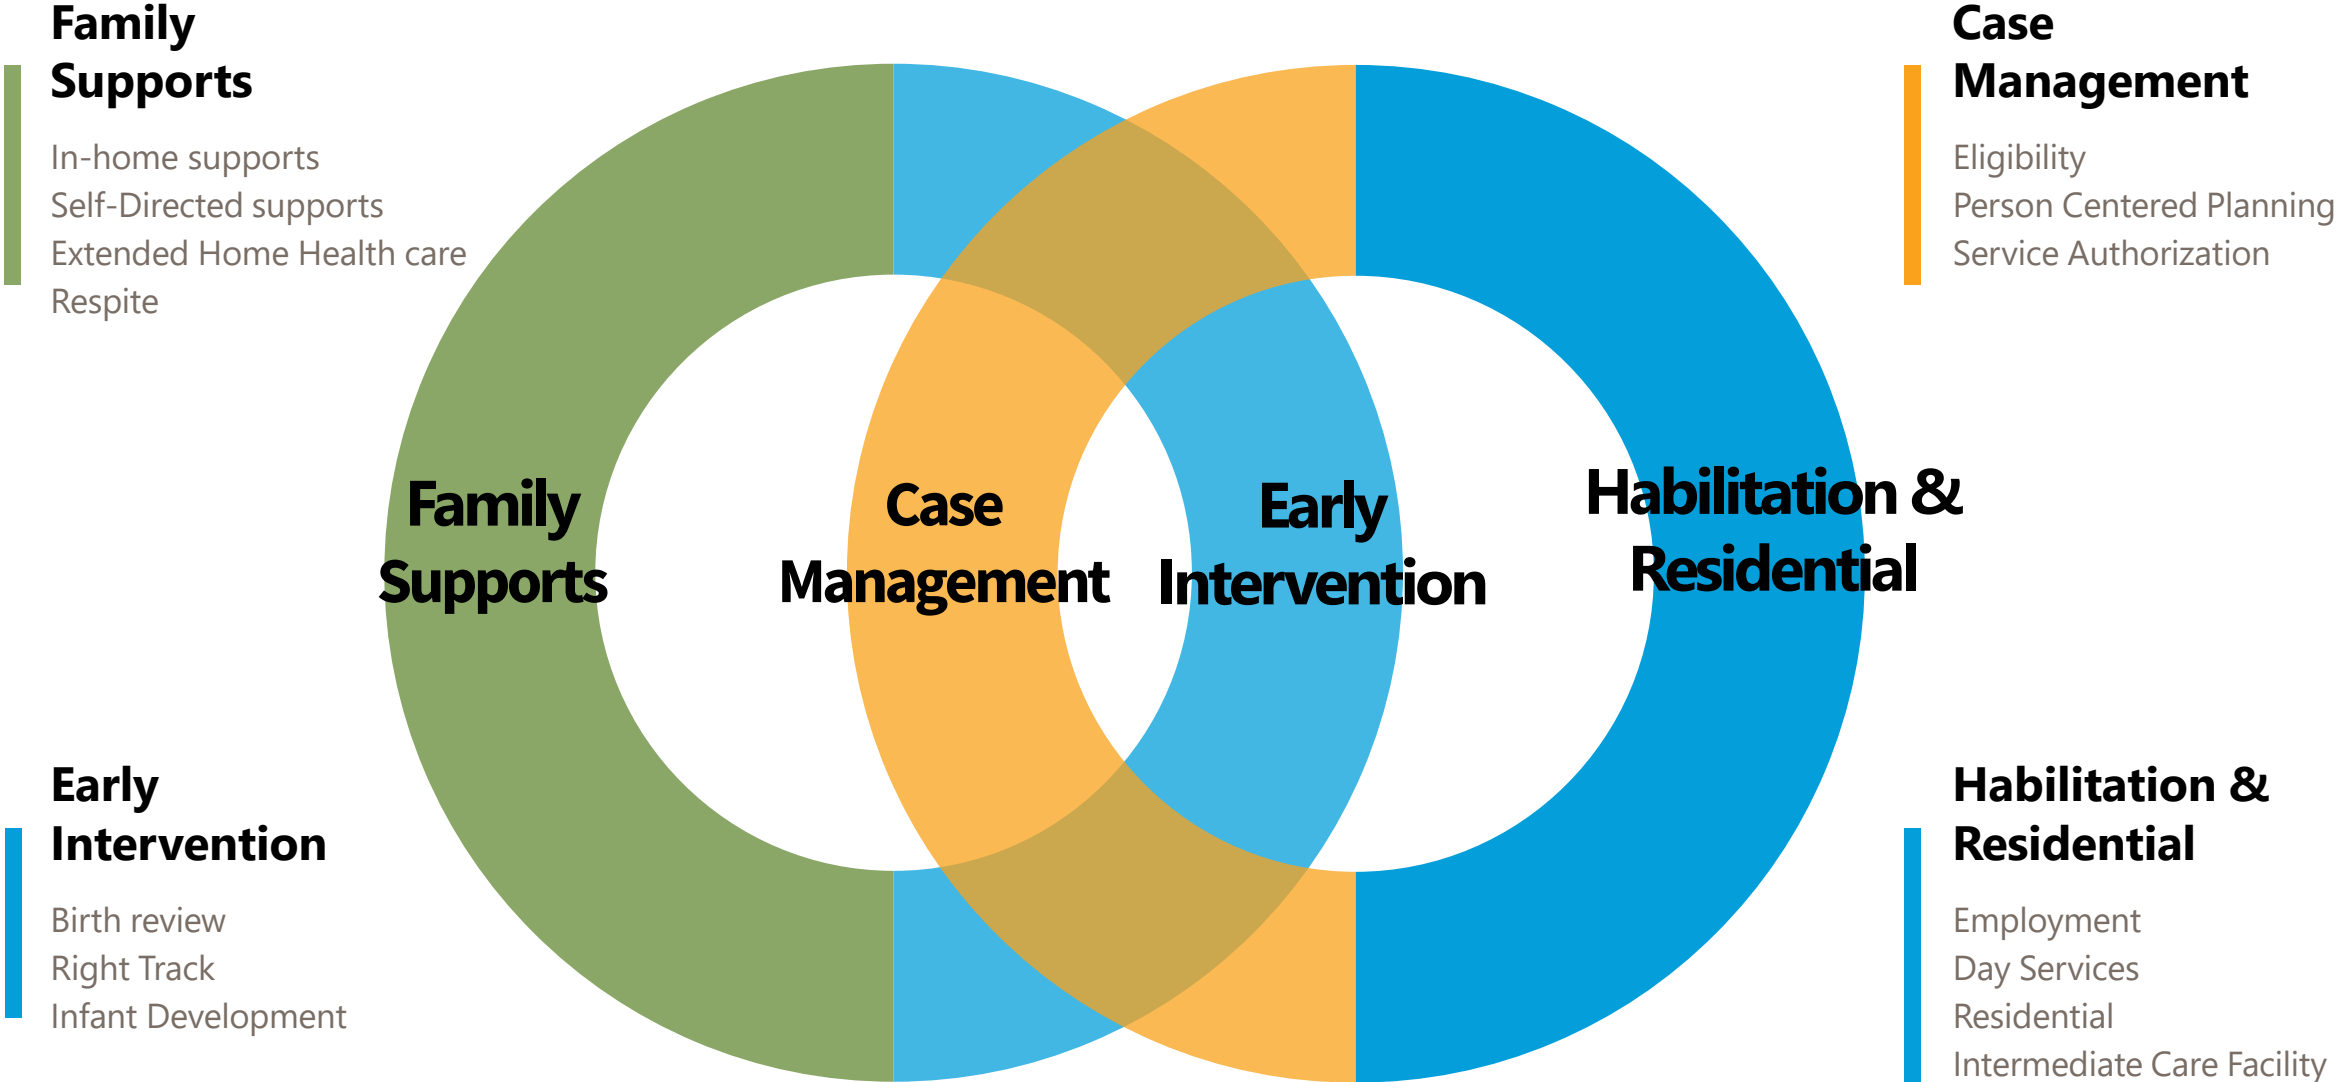 Family
Supports
In-home supports
Self-Directed supports
Extended Home Health care
Respite
Case
Management
Eligibility
Person Centered Planning
Service Authorization
Family
Supports
Case
Management
Early
Intervention
Habilitation &
Residential
Early
Intervention
Birth review
Right Track
Infant Development
Habilitation &
Residential
Employment
Day Services
Residential
Intermediate Care Facility